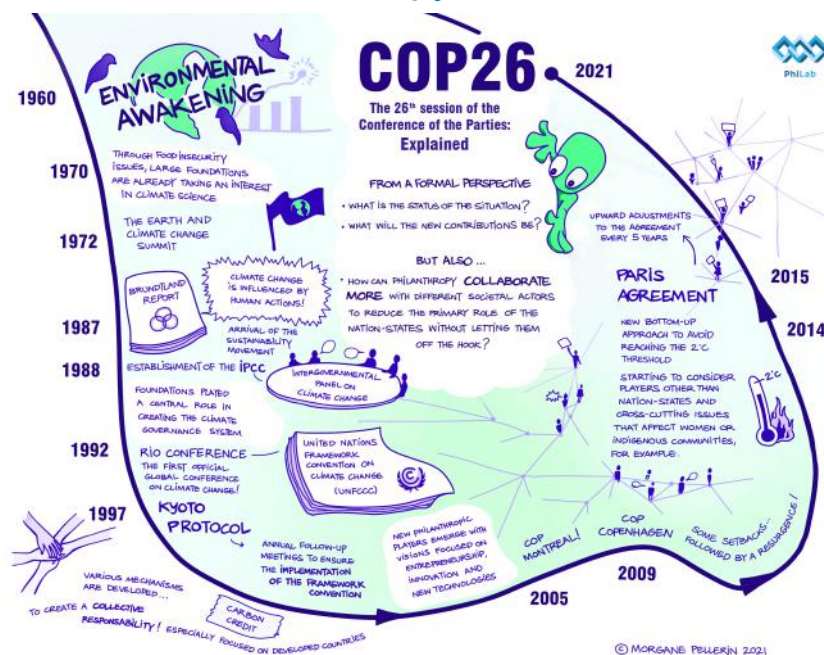 COP26
The 26th session of the
Conference of the Parties:
Explained
2021
PhiLab
ENVIRONMENTAL
AWAKENING
1960
THROUGH FOOD INSECURITY
ISSUES, LARGE FOUNDATIONS
ARE ALREADY TAKING AN INTEREST
IN CLIMATE SCIENCE
1970
THE EARTH AND
CLIMATE CHANGE
SUMMIT
1972
BRUNDTLAND
REPORT
CLIMATE CHANGE
IS INFLUENCED BY
HUMAN ACTIONS!
ARRIVAL OF THE
SUSTAINABILITY
MOVEMENT
1987
1988
ESTABLISHMENT OF THE IPCC
INTERGOVERNMENTAL
PANEL ON
CLIMATE CHANGE
FOUNDATIONS PLAYED
A CENTRAL ROLE IN
CREATING THE CLIMATE
GOVERNANCE SYSTEM
1992
RIO CONFERENCE
THE FIRST OFFICIAL
GLOBAL CONFERENCE
ON CLIMATE CHANGE!
UNITED NATIONS
FRAMEWORK
CONVENTION ON
CLIMATE CHANGE
(UNFCCC)
1997
KYOTO
PROTOCOL
ANNUAL FOLLOW-UP
MEETINGS TO ENSURE
THE IMPLEMENTATION
OF THE FRAMEWORK
CONVENTION
VARIOUS MECHANISMS
ARE DEVELOPED...
TO CREATE A COLLECTIVE
RESPONSABILITY! ESPECIALLY FOCUSED ON DEVELOPED COUNTRIES
CARBON
CREDIT
FROM A FORMAL PERSPECTIVE
• WHAT IS THE STATUS OF THE SITUATION?
• WHAT WILL THE NEW CONTRIBUTIONS BE?
BUT ALSO ...
• HOW CAN PHILANTHROPY COLLABORATE
MORE WITH DIFFERENT SOCIETAL ACTORS
TO REDUCE THE PRIMARY ROLE OF THE
NATION-STATES WITHOUT LETTING THEM
OFF THE HOOK?
NEW PHILANTHROPIC
PLAYERS EMERGE WITH
VISIONS FOCUSED ON
ENTREPRENEURSHIP,
INNOVATION AND
NEW TECHNOLOGIES
COP
MONTREAL!
2005
COP
COPENHAGEN
2009
SOME SETBACKS...
FOLLOWED BY A RESURGENCE!
2014
2015
UPWARD ADJUSTMENTS
TO THE AGREEMENT
EVERY 5 YEARS
PARIS
AGREEMENT
NEW BOTTOM-UP
APPROACH TO AVOID
REACHING THE 2°C
THRESHOLD
STARTING TO CONSIDER
PLAYERS OTHER THAN
NATION-STATES AND
CROSS-CUTTING ISSUES
THAT AFFECT WOMEN OR
INDIGENOUS COMMUNITIES,
FOR EXAMPLE.
2°C
© MORGANE PELLERIN 2021